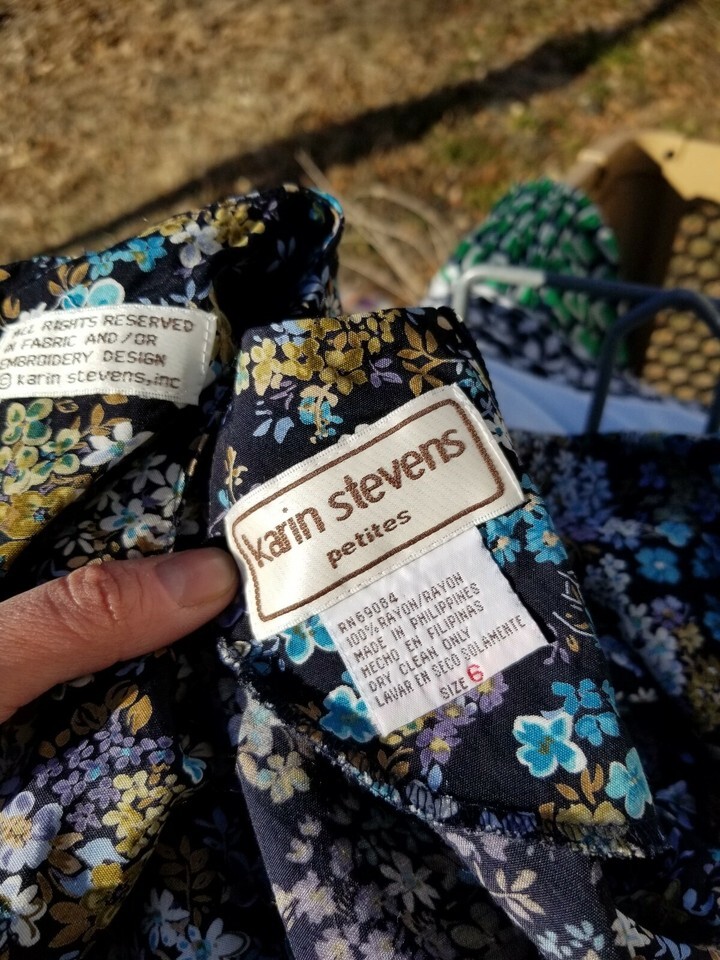 ALL RIGHTS RESERVED
IN FABRIC AND/OR
EMBROIDERY DESIGN
© karin stevens, inc
karin stevens
petites
RN69084
100% RAYON/RAYON
MADE IN PHILIPPINES
HECHO EN FILIPINAS
DRY CLEAN ONLY
LAVAR EN SECO SOLAMENTE
SIZE 6